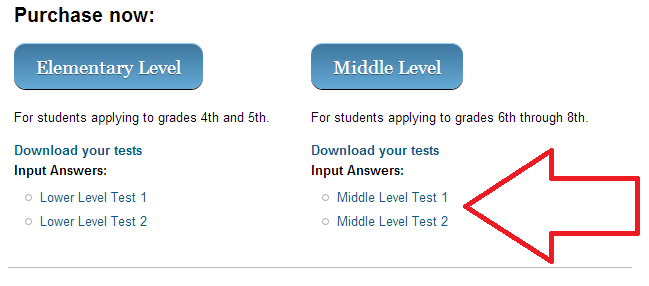 Purchase now:
Elementary Level
For students applying to grades 4th and 5th.
Download your tests
Input Answers:
Lower Level Test 1
Lower Level Test 2
Middle Level
For students applying to grades 6th through 8th.
Download your tests
Input Answers:
Middle Level Test 1
Middle Level Test 2